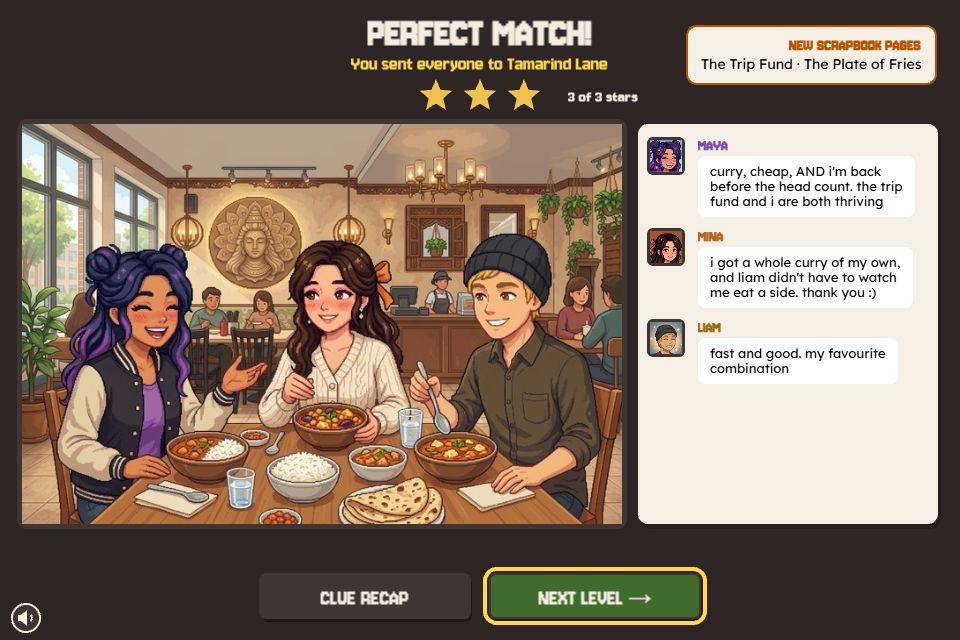 PERFECT MATCH!
You sent everyone to Tamarind Lane
3 of 3 stars
NEW SCRAPBOOK PAGES
The Trip Fund · The Plate of Fries
MAYA
curry, cheap, AND i'm back
before the head count. the trip
fund and i are both thriving
MINA
i got a whole curry of my own,
and liam didn't have to watch
me eat a side. thank you :)
LIAM
fast and good. my favourite
combination
CLUE RECAP
NEXT LEVEL →